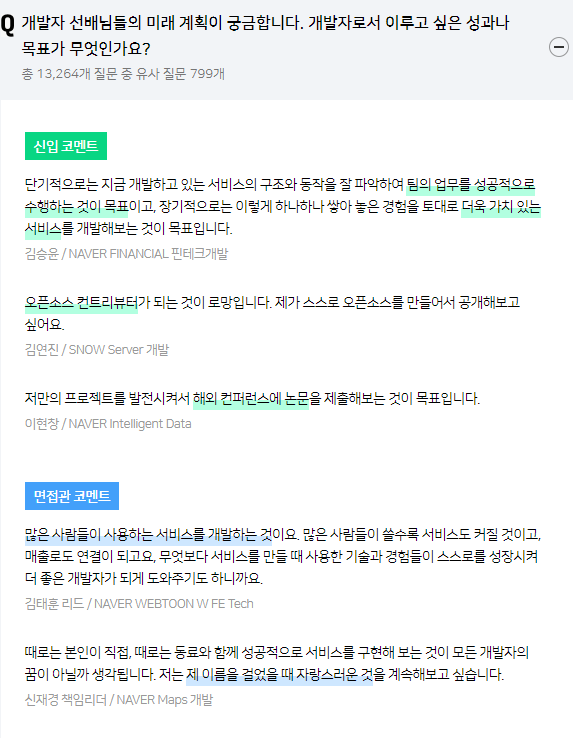 Q 개발자 선배님들의 미래 계획이 궁금합니다. 개발자로서 이루고 싶은 성과나
목표가 무엇인가요?
총 13,264개 질문 중 유사 질문 799개
신입 코멘트
단기적으로는 지금 개발하고 있는 서비스의 구조와 동작을 잘 파악하여 팀의 업무를 성공적으로
수행하는 것이 목표이고, 장기적으로는 이렇게 하나하나 쌓아 놓은 경험을 토대로 더욱 가치 있는
서비스를 개발해보는 것이 목표입니다.
김승윤 / NAVER FINANCIAL 핀테크개발
오픈소스 컨트리뷰터가 되는 것이 로망입니다. 제가 스스로 오픈소스를 만들어서 공개해보고
싶어요.
김연진 / SNOW Server 개발
저만의 프로젝트를 발전시켜서 해외 컨퍼런스에 논문을 제출해보는 것이 목표입니다.
이현창 / NAVER Intelligent Data
면접관 코멘트
많은 사람들이 사용하는 서비스를 개발하는 것이요. 많은 사람들이 쓸수록 서비스도 커질 것이고,
매출로도 연결이 되고요, 무엇보다 서비스를 만들 때 사용한 기술과 경험들이 스스로를 성장시켜
더 좋은 개발자가 되게 도와주기도 하니까요.
김태훈 리드 / NAVER WEBTOON W FE Tech
때로는 본인이 직접, 때로는 동료와 함께 성공적으로 서비스를 구현해 보는 것이 모든 개발자의
꿈이 아닐까 생각됩니다. 저는 제 이름을 걸었을 때 자랑스러운 것을 계속해보고 싶습니다.
신재경 책임리더 / NAVER Maps 개발